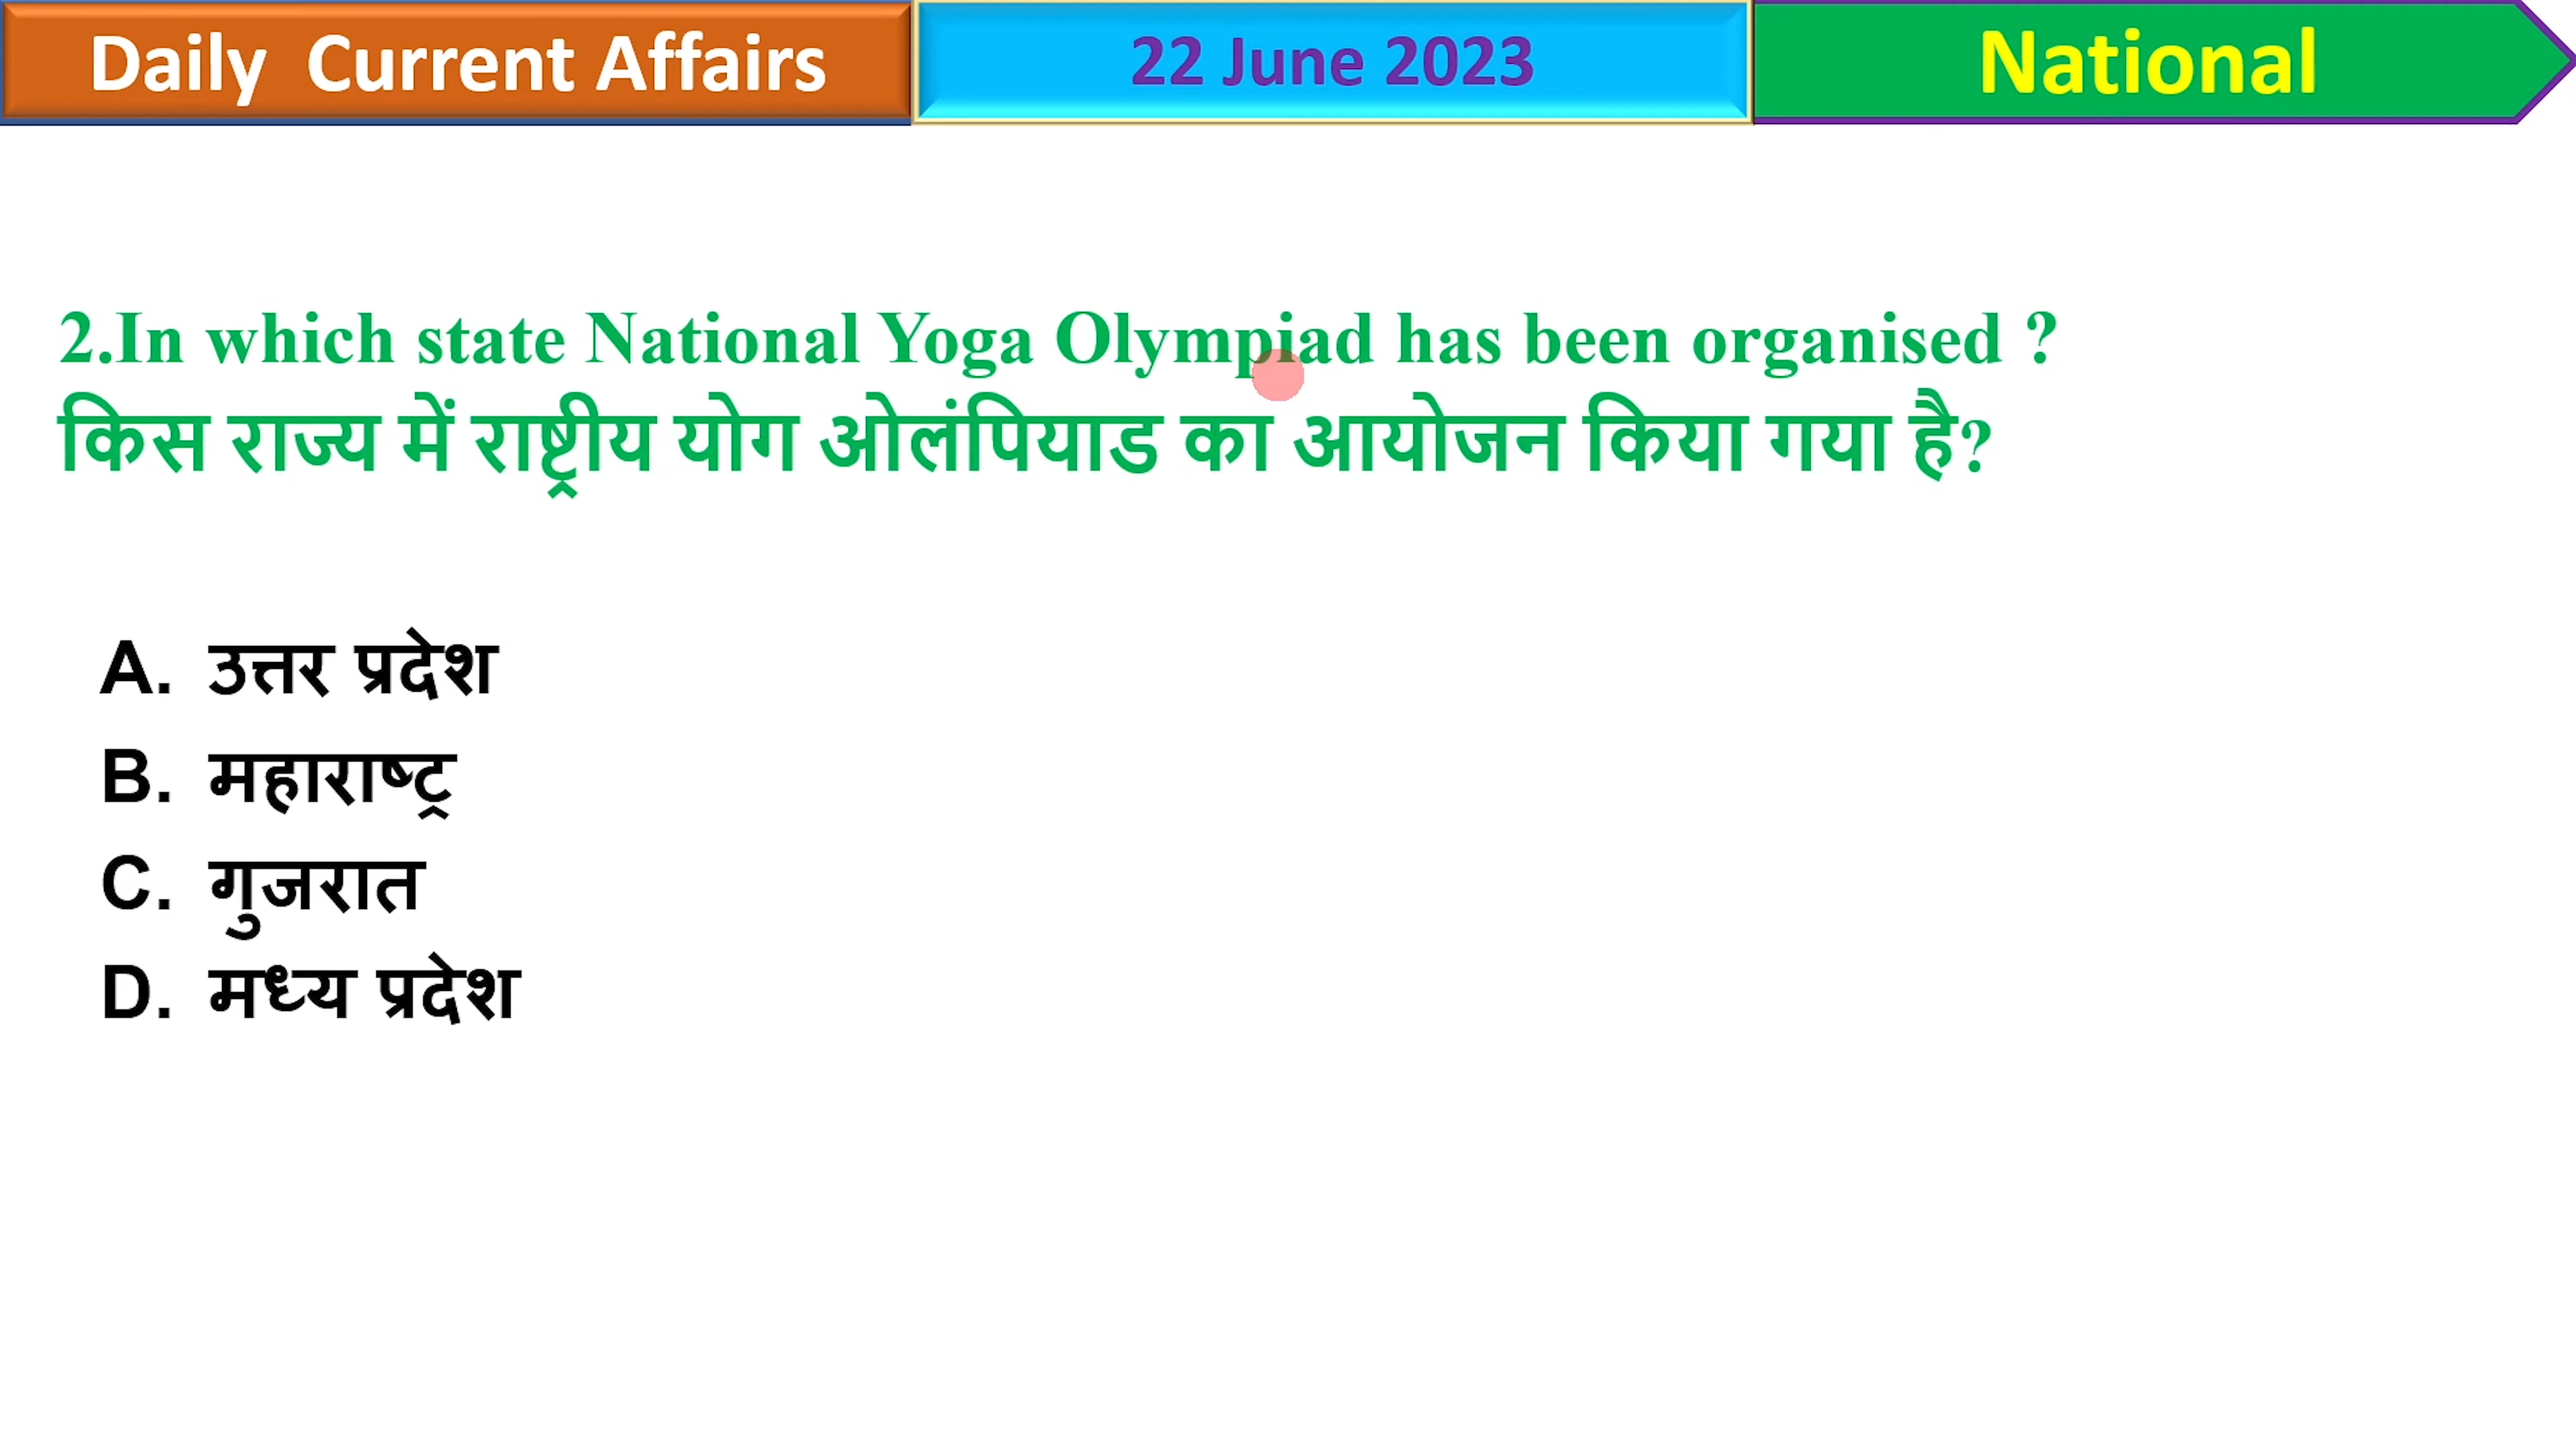 Daily Current Affairs
22 June 2023
National
2.In which state National Yoga Olympiad has been organised ?
किस राज्य में राष्ट्रीय योग ओलंपियाड का आयोजन किया गया है?
A. उत्तर प्रदेश
B. महाराष्ट्र
C. गुजरात
D. मध्य प्रदेश